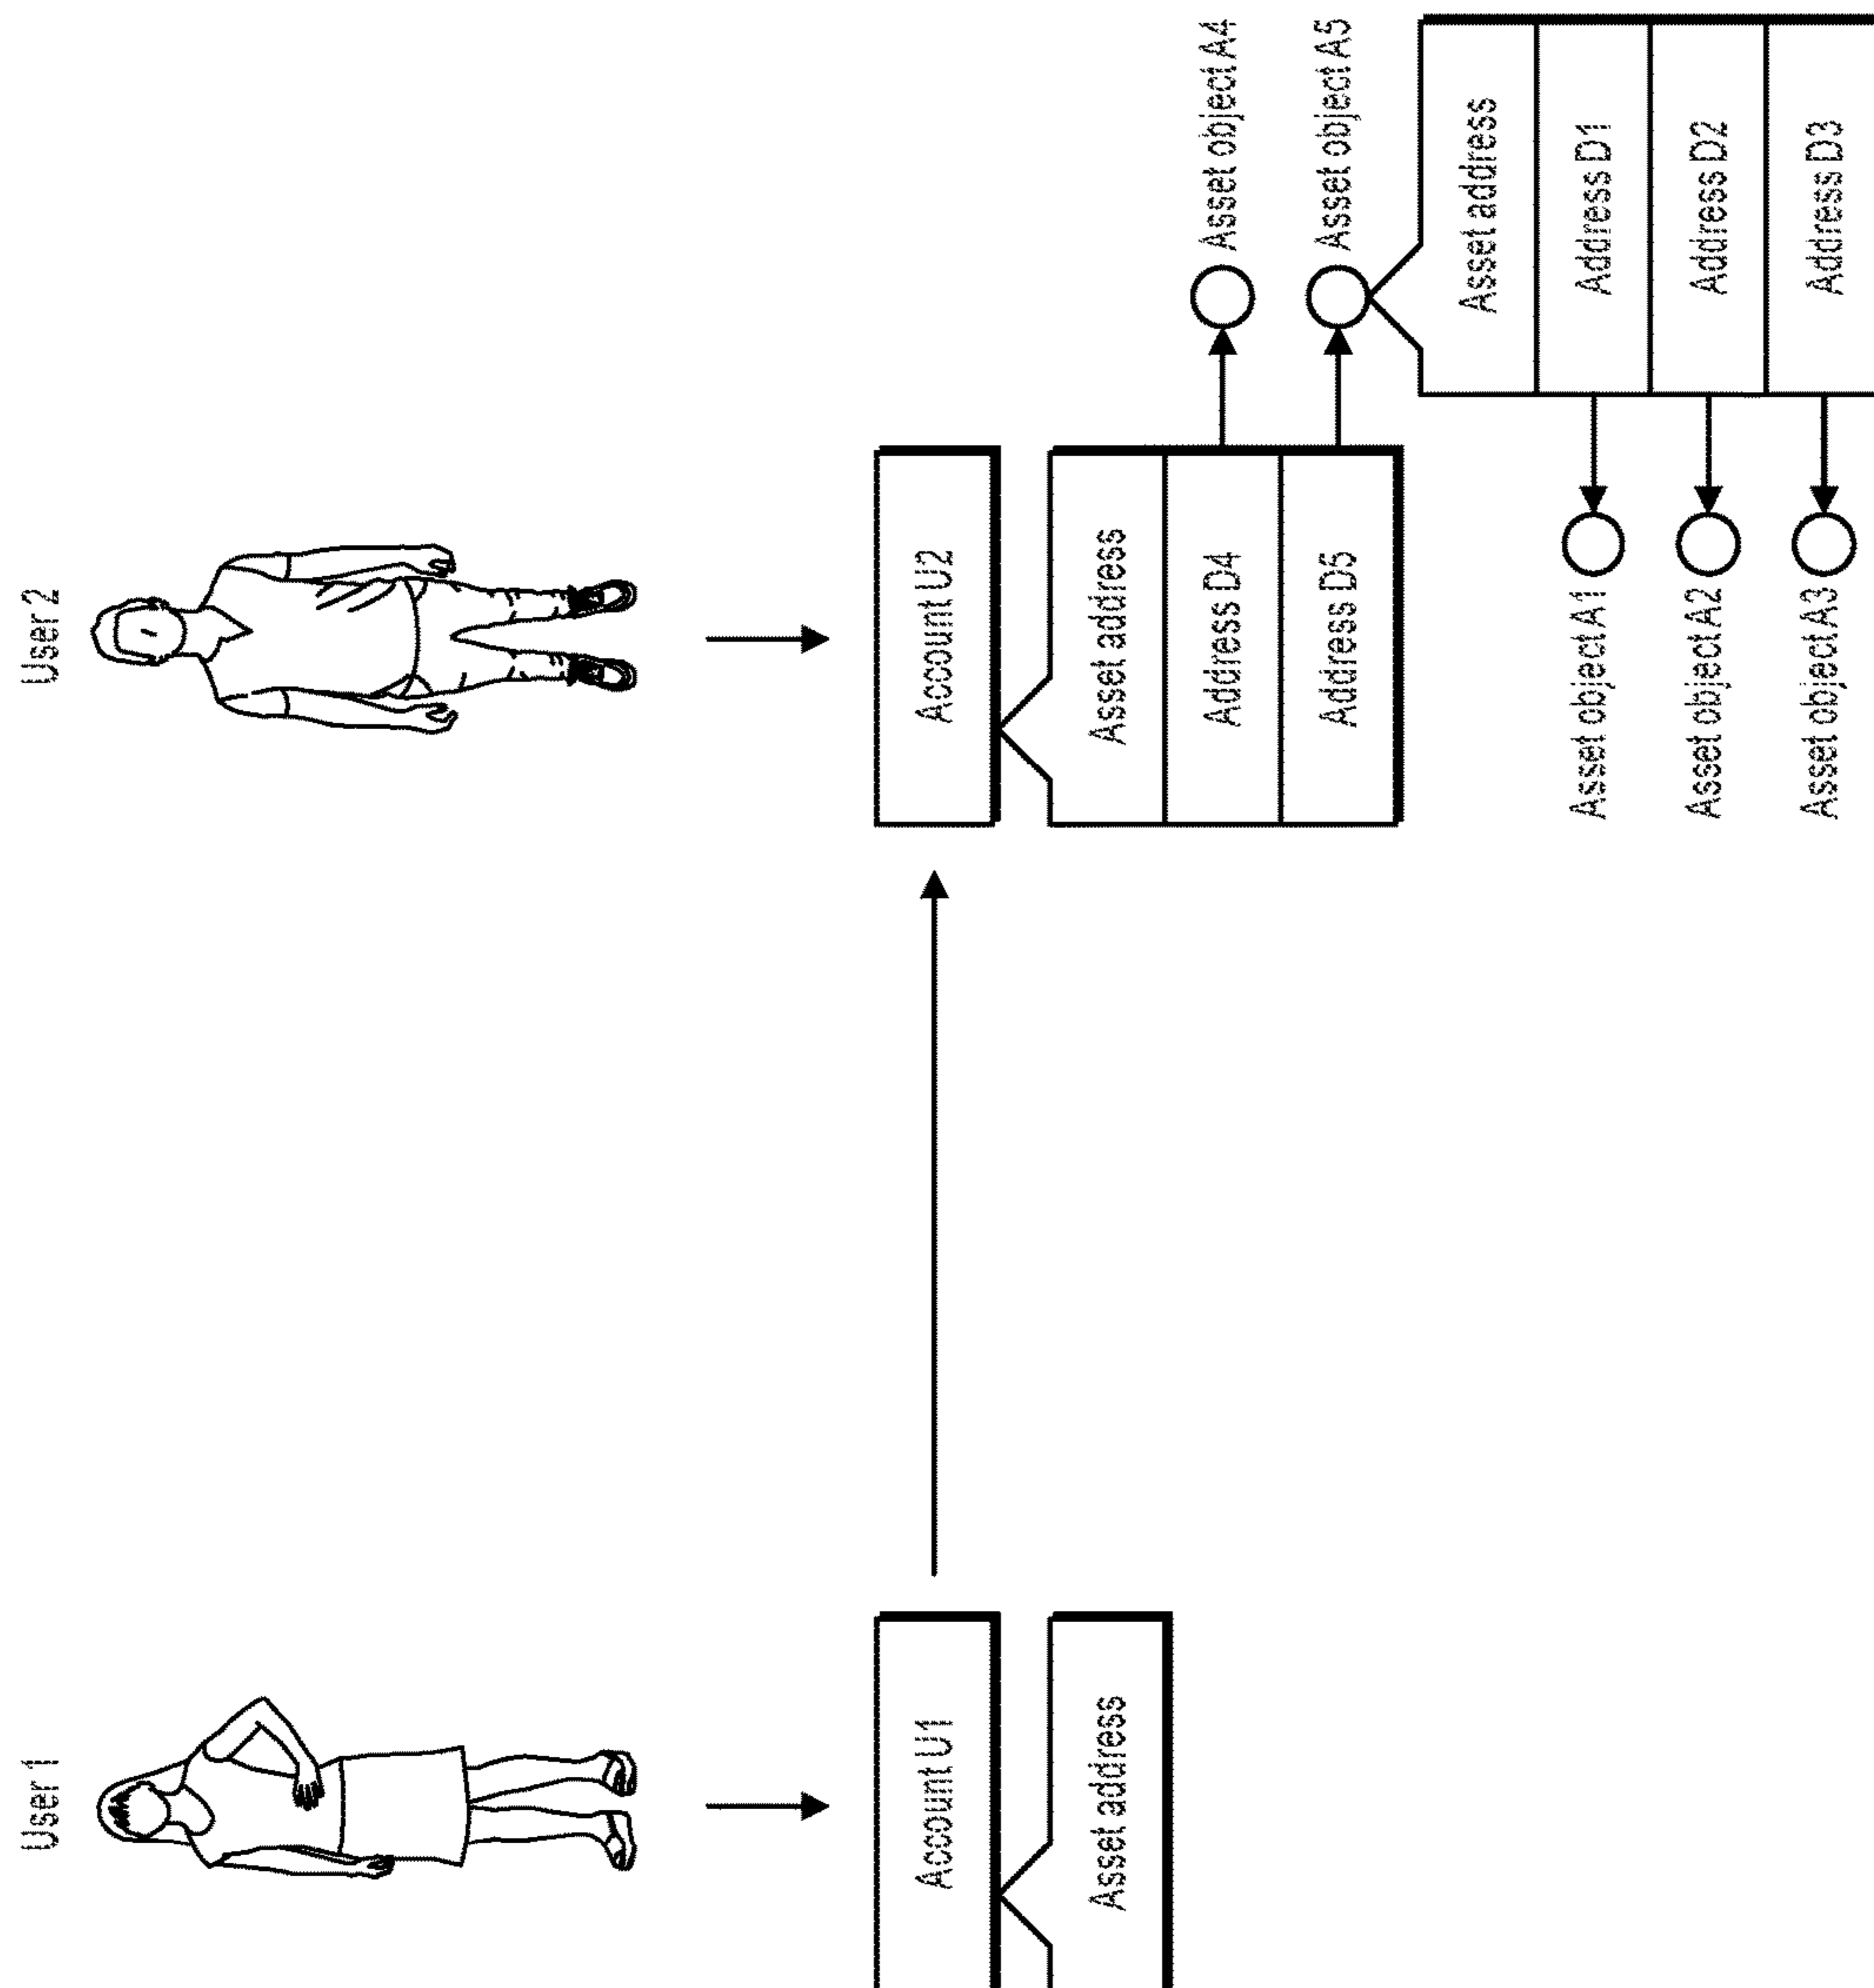 User 1
User 2
Account U1
Account U2
Asset address
Asset address
Address D4
Asset object A4
Address D5
Asset object A5
Asset address
Asset object A1
Address D1
Asset object A2
Address D2
Asset object A3
Address D3